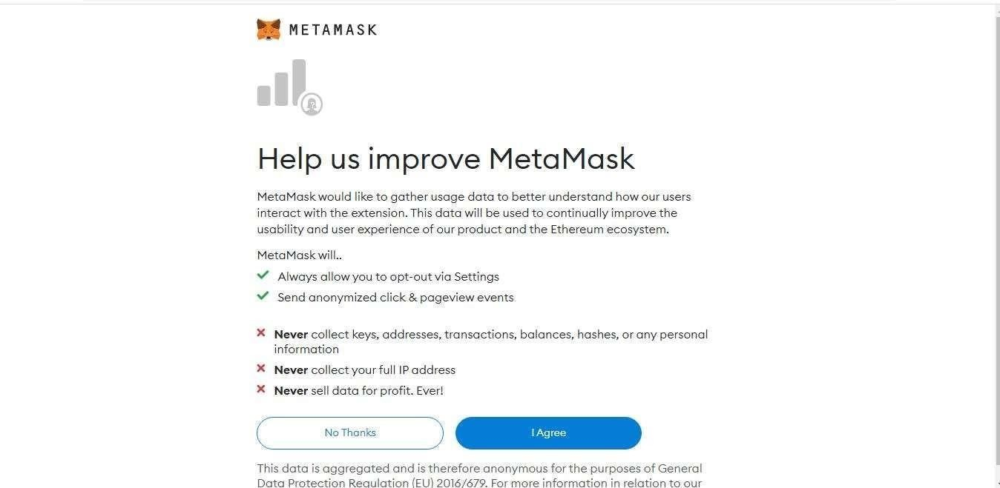 METAMASK
Help us improve MetaMask
MetaMask would like to gather usage data to better understand how our users
interact with the extension. This data will be used to continually improve the
usability and user experience of our product and the Ethereum ecosystem.
MetaMask will..
Always allow you to opt-out via Settings
Send anonymized click & pageview events
Never collect keys, addresses, transactions, balances, hashes, or any personal
information
Never collect your full IP address
Never sell data for profit. Ever!
No Thanks
I Agree
This data is aggregated and is therefore anonymous for the purposes of General
Data Protection Regulation (EU) 2016/679. For more information in relation to our